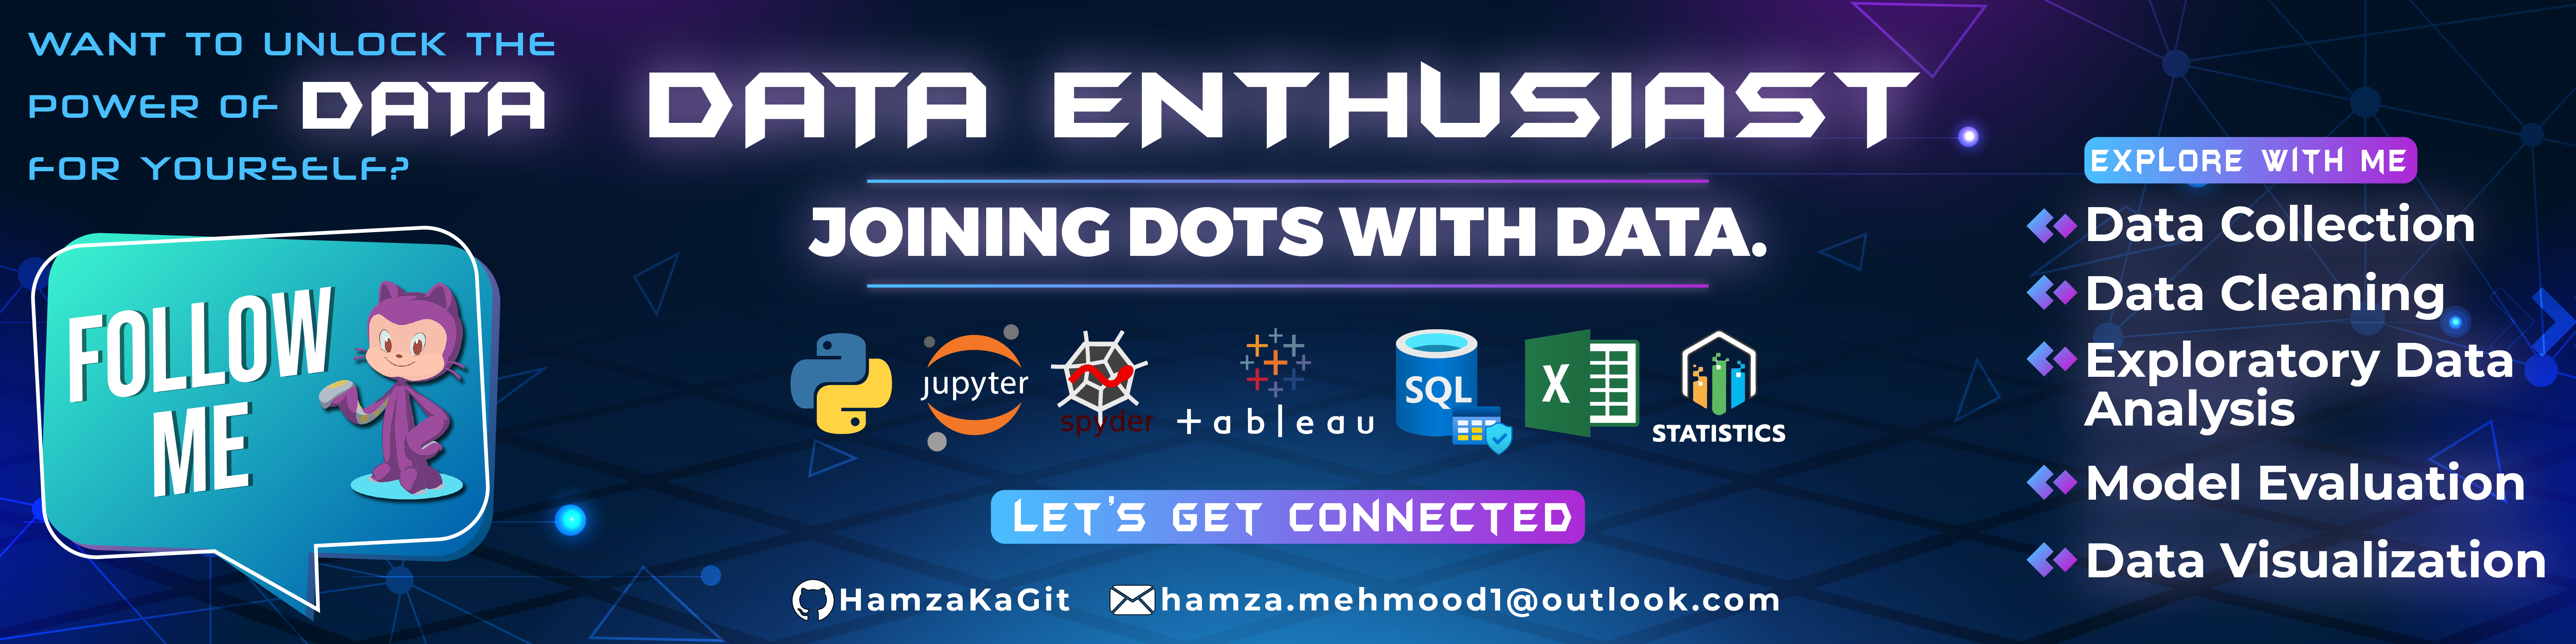 WANT TO UNLOCK THE
POWER OF DATA
FOR YOURSELF?
FOLLOW
ME
DATA ENTHUSIAST
JOINING DOTS WITH DATA.
jupyter
spyder
+ableau
SQL
X
STATISTICS
LET'S GET CONNECTED
HamzaKaGit
hamza.mehmood1@outlook.com
EXPLORE WITH ME
Data Collection
Data Cleaning
Exploratory Data
Analysis
Model Evaluation
Data Visualization